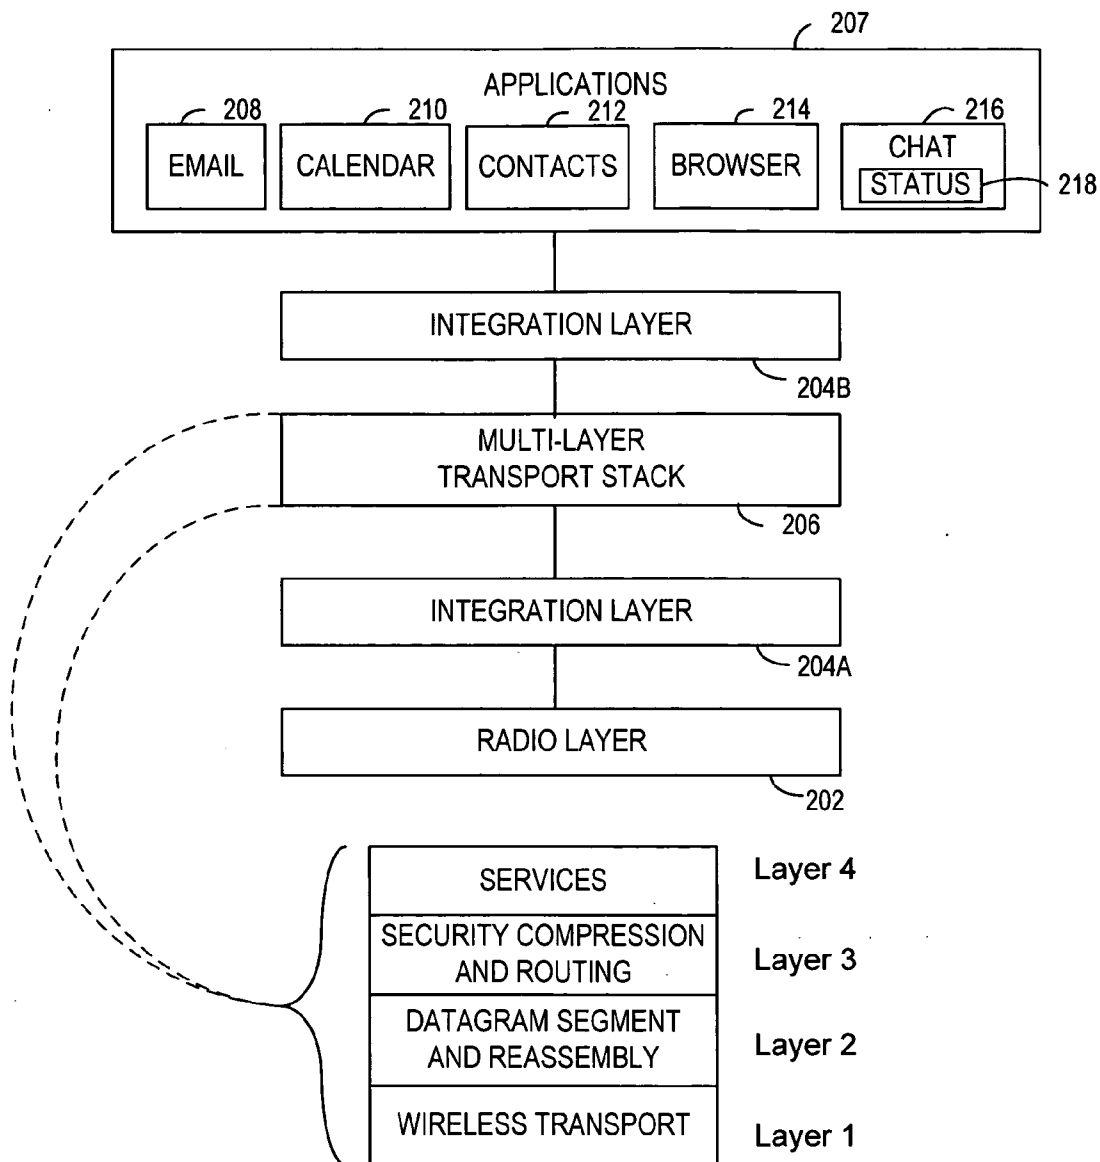 207
APPLICATIONS
208
210
212
214
216
EMAIL
CALENDAR
CONTACTS
BROWSER
CHAT
STATUS
218
INTEGRATION LAYER
204B
MULTI-LAYER
TRANSPORT STACK
206
INTEGRATION LAYER
204A
RADIO LAYER
202
SERVICES
Layer 4
SECURITY COMPRESSION
AND ROUTING
Layer 3
DATAGRAM SEGMENT
AND REASSEMBLY
Layer 2
WIRELESS TRANSPORT
Layer 1